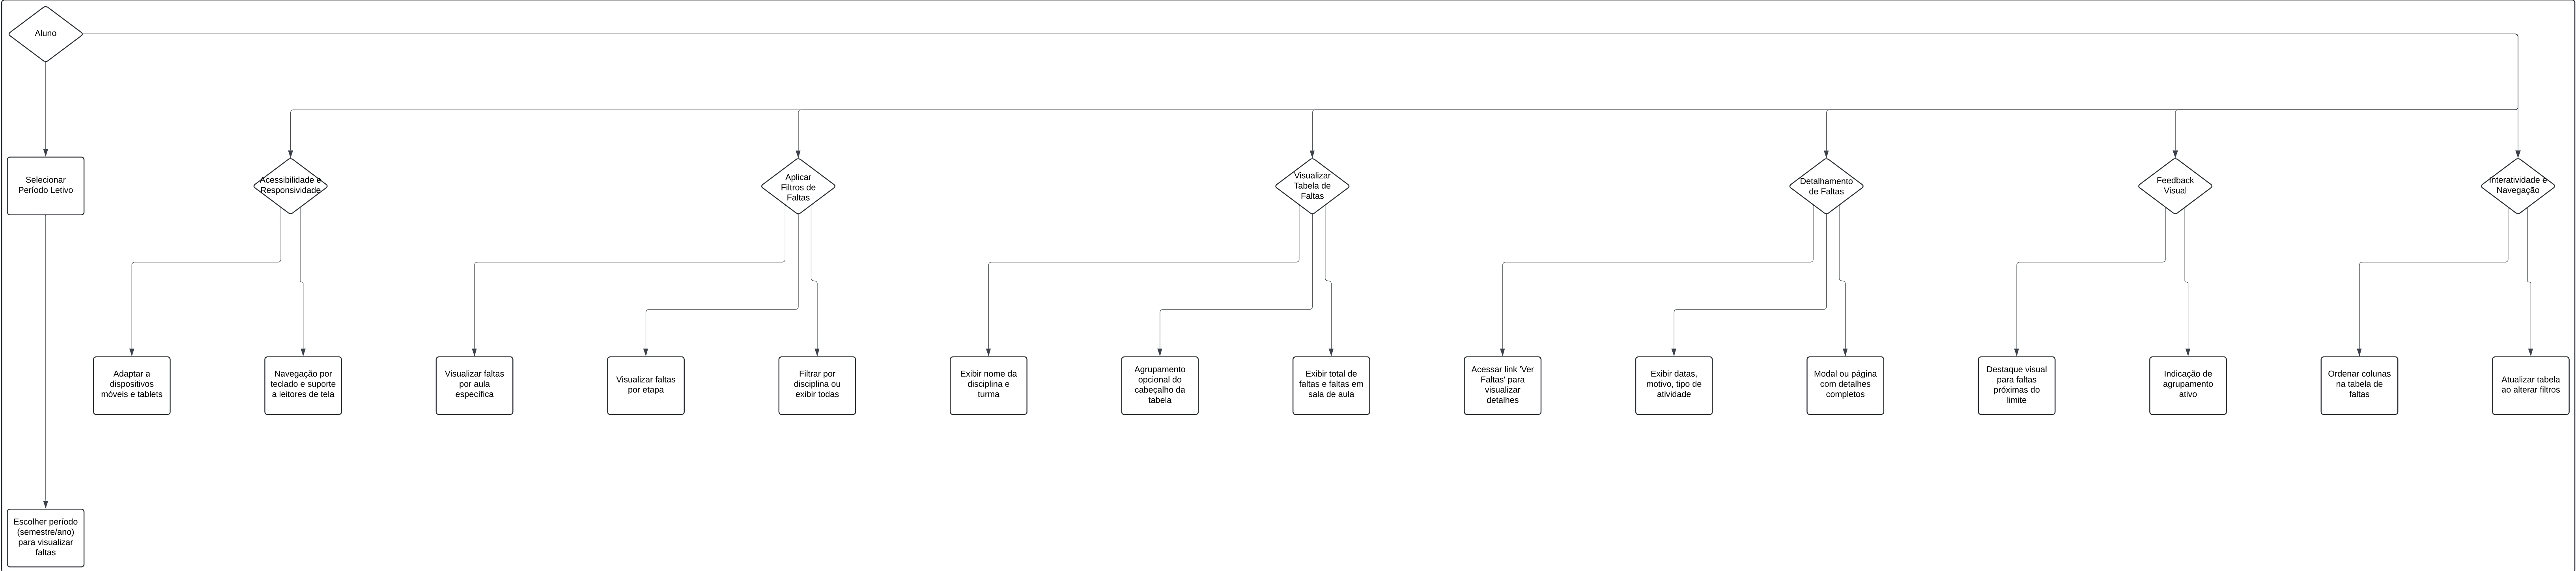 Aluno
Selecionar
Período Letivo
Acessibilidade e
Responsividade
Aplicar
Filtros de
Faltas
Visualizar
Tabela de
Faltas
Detalhamento
de Faltas
Feedback
Visual
Interatividade e
Navegação
Adaptar a
dispositivos
móveis e tablets
Navegação por
teclado e suporte
a leitores de tela
Visualizar faltas
por aula
específica
Visualizar faltas
por etapa
Filtrar por
disciplina ou
exibir todas
Exibir nome da
disciplina e
turma
Agrupamento
opcional do
cabeçalho da
tabela
Exibir total de
faltas e faltas em
sala de aula
Acessar link 'Ver
Faltas' para
visualizar
detalhes
Exibir datas,
motivo, tipo de
atividade
Modal ou página
com detalhes
completos
Destaque visual
para faltas
próximas do
limite
Indicação de
agrupamento
ativo
Ordenar colunas
na tabela de
faltas
Atualizar tabela
ao alterar filtros
Escolher período
(semestre/ano)
para visualizar
faltas